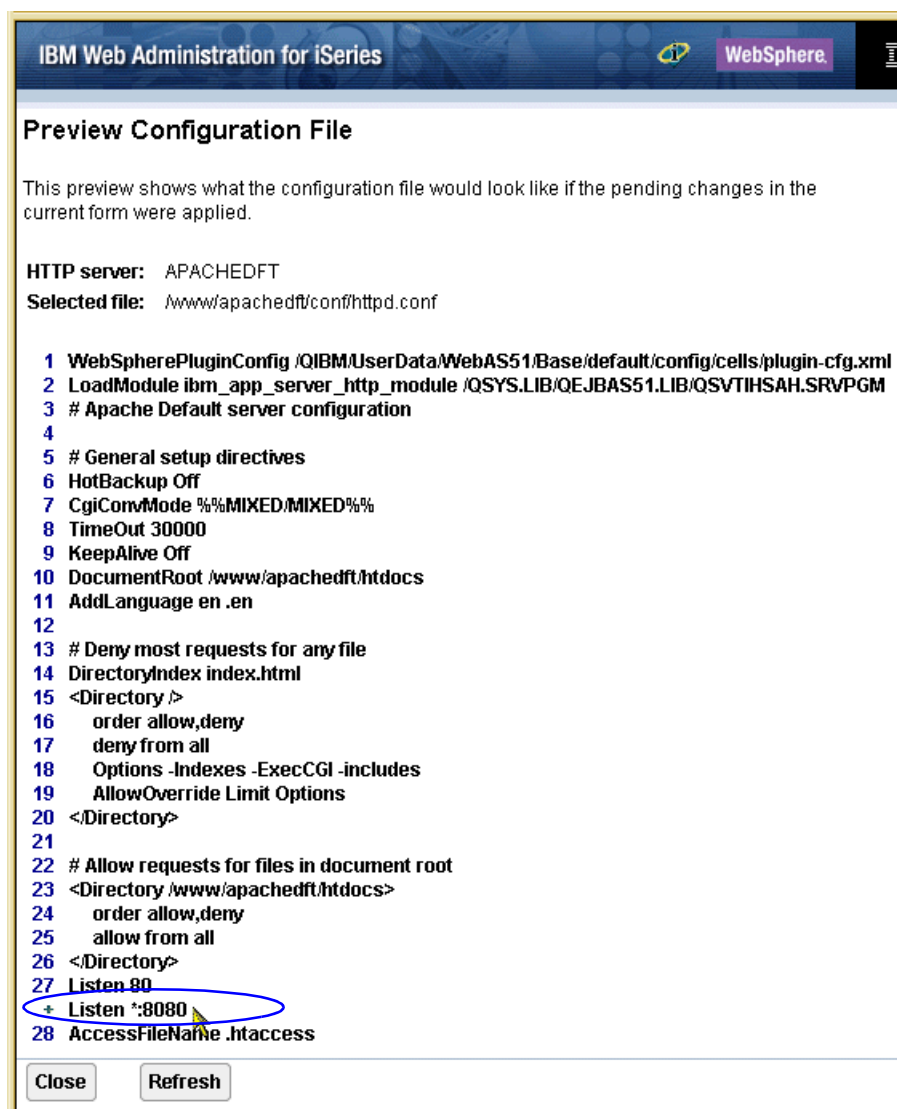 IBM Web Administration for iSeries
WebSphere.
Preview Configuration File
This preview shows what the configuration file would look like if the pending changes in the
current form were applied.
HTTP server: APACHEDFT
Selected file: /www/apachedft/conf/httpd.conf
1 WebSpherePluginConfig /QIBM/UserData/WebAS51/Base/default/config/cells/plugin-cfg.xml
2 LoadModule ibm_app_server_http_module /QSYS.LIB/QEJBAS51.LIB/QSVTIHSAH.SRVPGM
3 # Apache Default server configuration
4
5 # General setup directives
6 HotBackup Off
7 CgiConvMode %%MIXED/MIXED%%
8 TimeOut 30000
9 KeepAlive Off
10 DocumentRoot /www/apachedft/htdocs
11 AddLanguage en .en
12
13 # Deny most requests for any file
14 DirectoryIndex index.html
15 <Directory />
16 order allow,deny
17 deny from all
18 Options -Indexes -ExecCGI -includes
19 AllowOverride Limit Options
20 </Directory>
21
22 # Allow requests for files in document root
23 <Directory /www/apachedft/htdocs>
24 order allow,deny
25 allow from all
26 </Directory>
27 Listen 80
+ Listen *:8080
28 AccessFileName .htaccess
Close Refresh